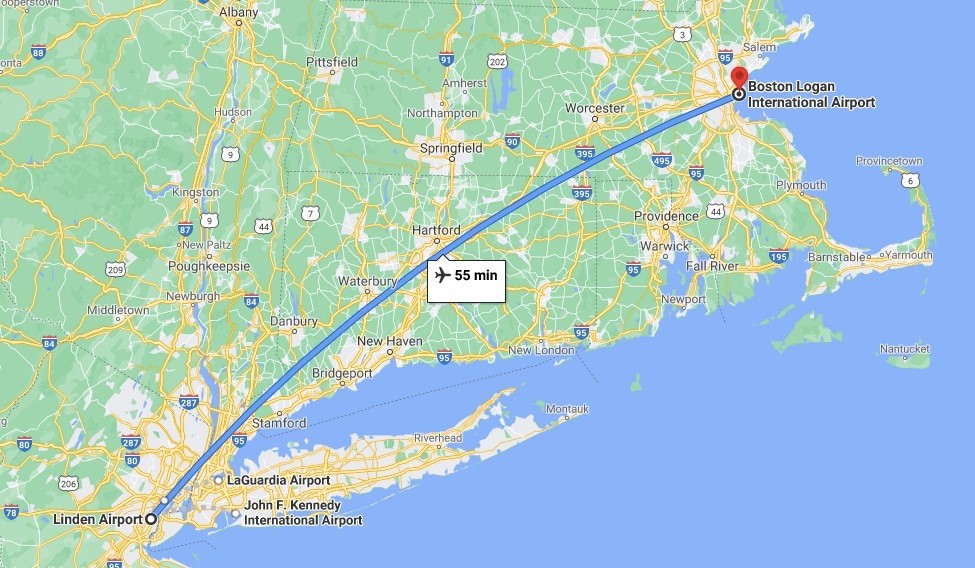 ooperstown
Albany
88
3
Salem
95
onta
Pittsfield
91
202
Amherst
Boston Logan
International Airport
Northampton
Worcester
Hudson
9
Springfield
90
395
495
95
Provincetown
6
Kingston
395
Plymouth
87
9
44
7
Hartford
Providence
44
New Paltz
209
Poughkeepsie
Warwick
Fall River
195
Barnstable
Yarmouth
55 min
95
Waterbury
Newburgh
84
Newport
Middletown
Danbury
84
New Haven
95
New London
95
Nantucket
Bridgeport
287
Stamford
Montauk
80
287
95
Riverhead
80
206
LaGuardia Airport
78
Linden Airport
John F. Kennedy
International Airport
95